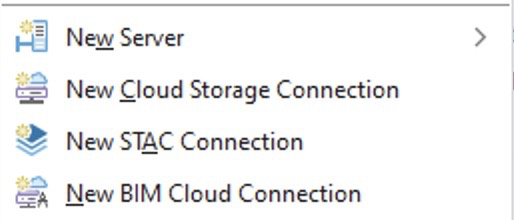 New Server
New Cloud Storage Connection
New STAC Connection
New BIM Cloud Connection